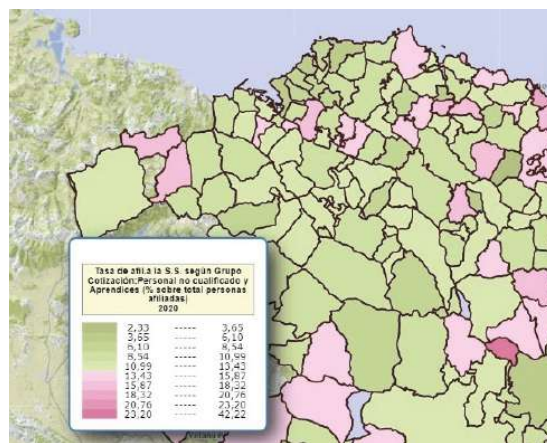 Tasa de afil.a la S.S. según Grupo
Cotización:Personal no cualificado y
Aprendices (% sobre total personas
afiliadas)
2020
2,33 ----- 3,65
3,65 ----- 6,10
6,10 ----- 8,54
8,54 ----- 10,99
10,99 ----- 13,43
13,43 ----- 15,87
15,87 ----- 18,32
18,32 ----- 20,76
20,76 ----- 23,20
23,20 ----- 42,22